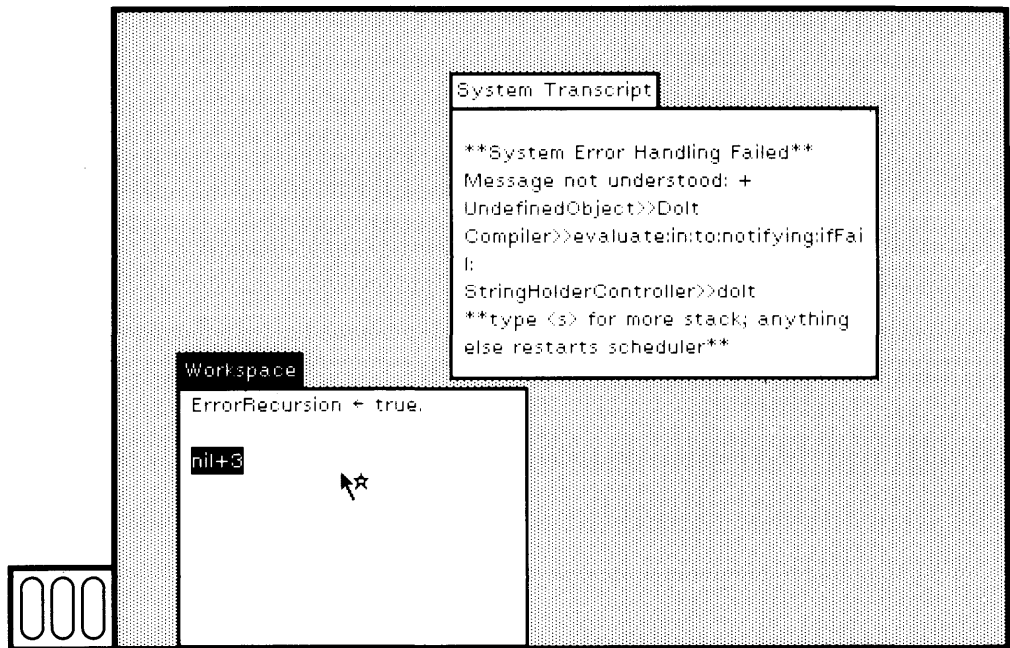 System Transcript
**System Error Handling Failed**
Message not understood: +
UndefinedObject>>DoIt
Compiler>>evaluate:in:to:notifying:ifFai
l:
StringHolderController>>doIt
**type <s> for more stack; anything
else restarts scheduler**
Workspace
ErrorRecursion ← true.
nil+3